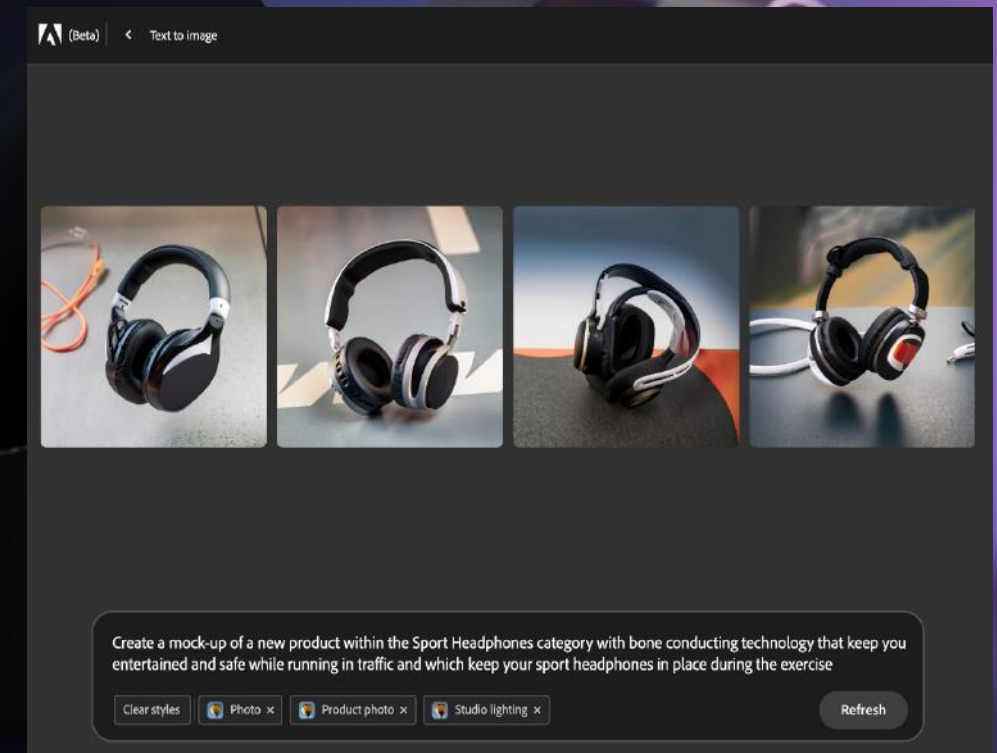 (Beta) Text to image
Create a mock-up of a new product within the Sport Headphones category with bone conducting technology that keep you
entertained and safe while running in traffic and which keep your sport headphones in place during the exercise
Clear styles Photo × Product photo × Studio lighting × Refresh